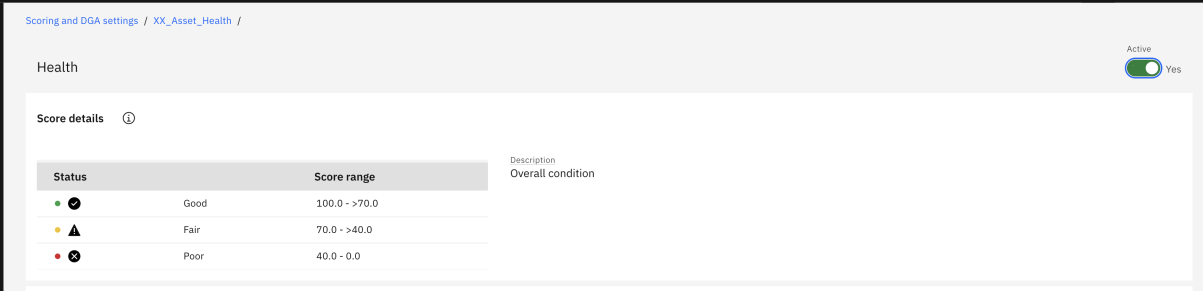 Scoring and DGA settings / XX_Asset_Health /
Active
Health
Yes
Score details
Description
Overall condition
Status Score range
Good 100.0 - >70.0
Fair 70.0 - >40.0
Poor 40.0 - 0.0